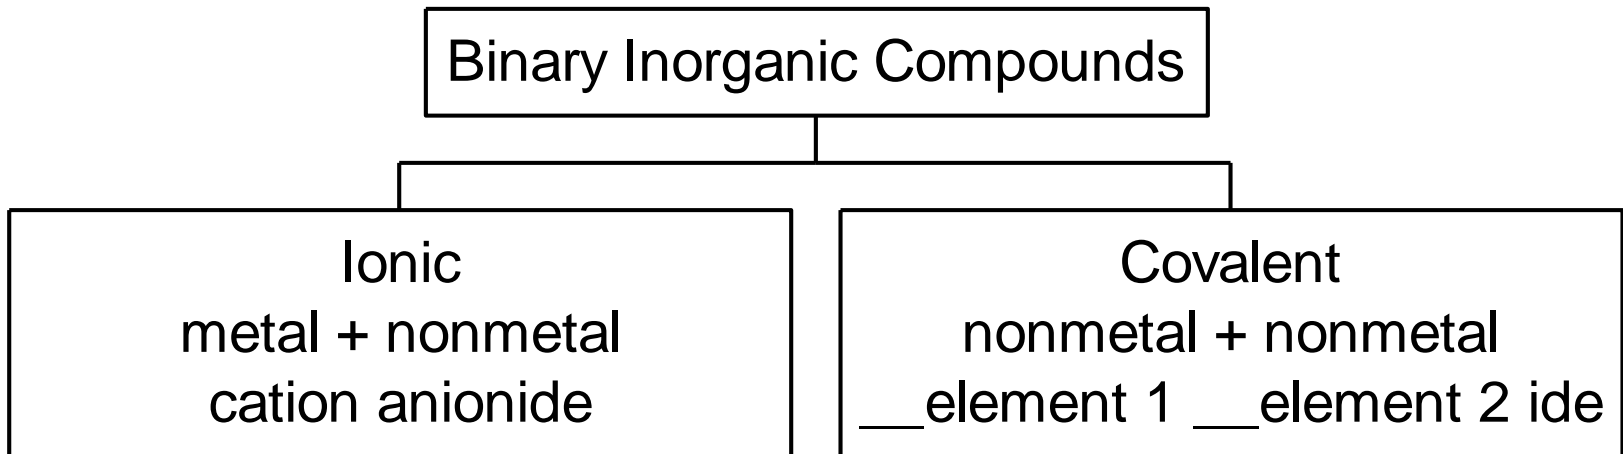 Binary Inorganic Compounds
Ionic
metal + nonmetal
cation anionide
Covalent
nonmetal + nonmetal
__element 1 __element 2 ide